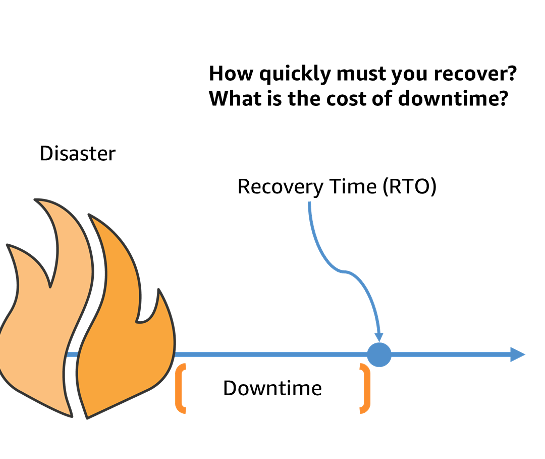 How quickly must you recover?
What is the cost of downtime?
Disaster
Recovery Time (RTO)
Downtime